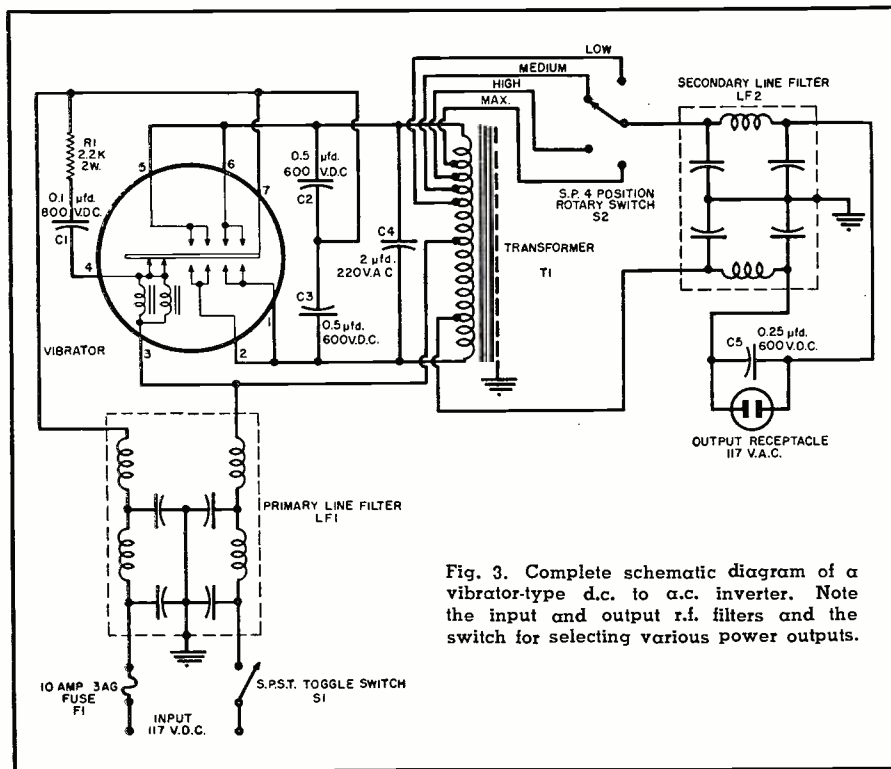 LOW
MEDIUM
HIGH
MAX.
SECONDARY LINE FILTER
LF2
R1
2.2K
2W.
5
6
7
0.5 µfd.
600 V.D.C
C2
0.1 µfd.
800 V.D.C.
C1
4
C4
2 µfd.
220V.A C
S.P. 4 POSITION
ROTARY SWITCH
S2
TRANSFORMER
T1
C3
0.5 µfd.
600V.D.C.
1
VIBRATOR
3
2
C5
0.25 µfd.
600V.D.C.
OUTPUT RECEPTACLE
117 V.A.C.
PRIMARY LINE FILTER
LF1
Fig. 3. Complete schematic diagram of a
vibrator-type d.c. to a.c. inverter. Note
the input and output r.f. filters and the
switch for selecting various power outputs.
10 AMP 3AG
FUSE
F1
S.P.S.T. TOGGLE SWITCH
S1
INPUT
117 V.D.C.